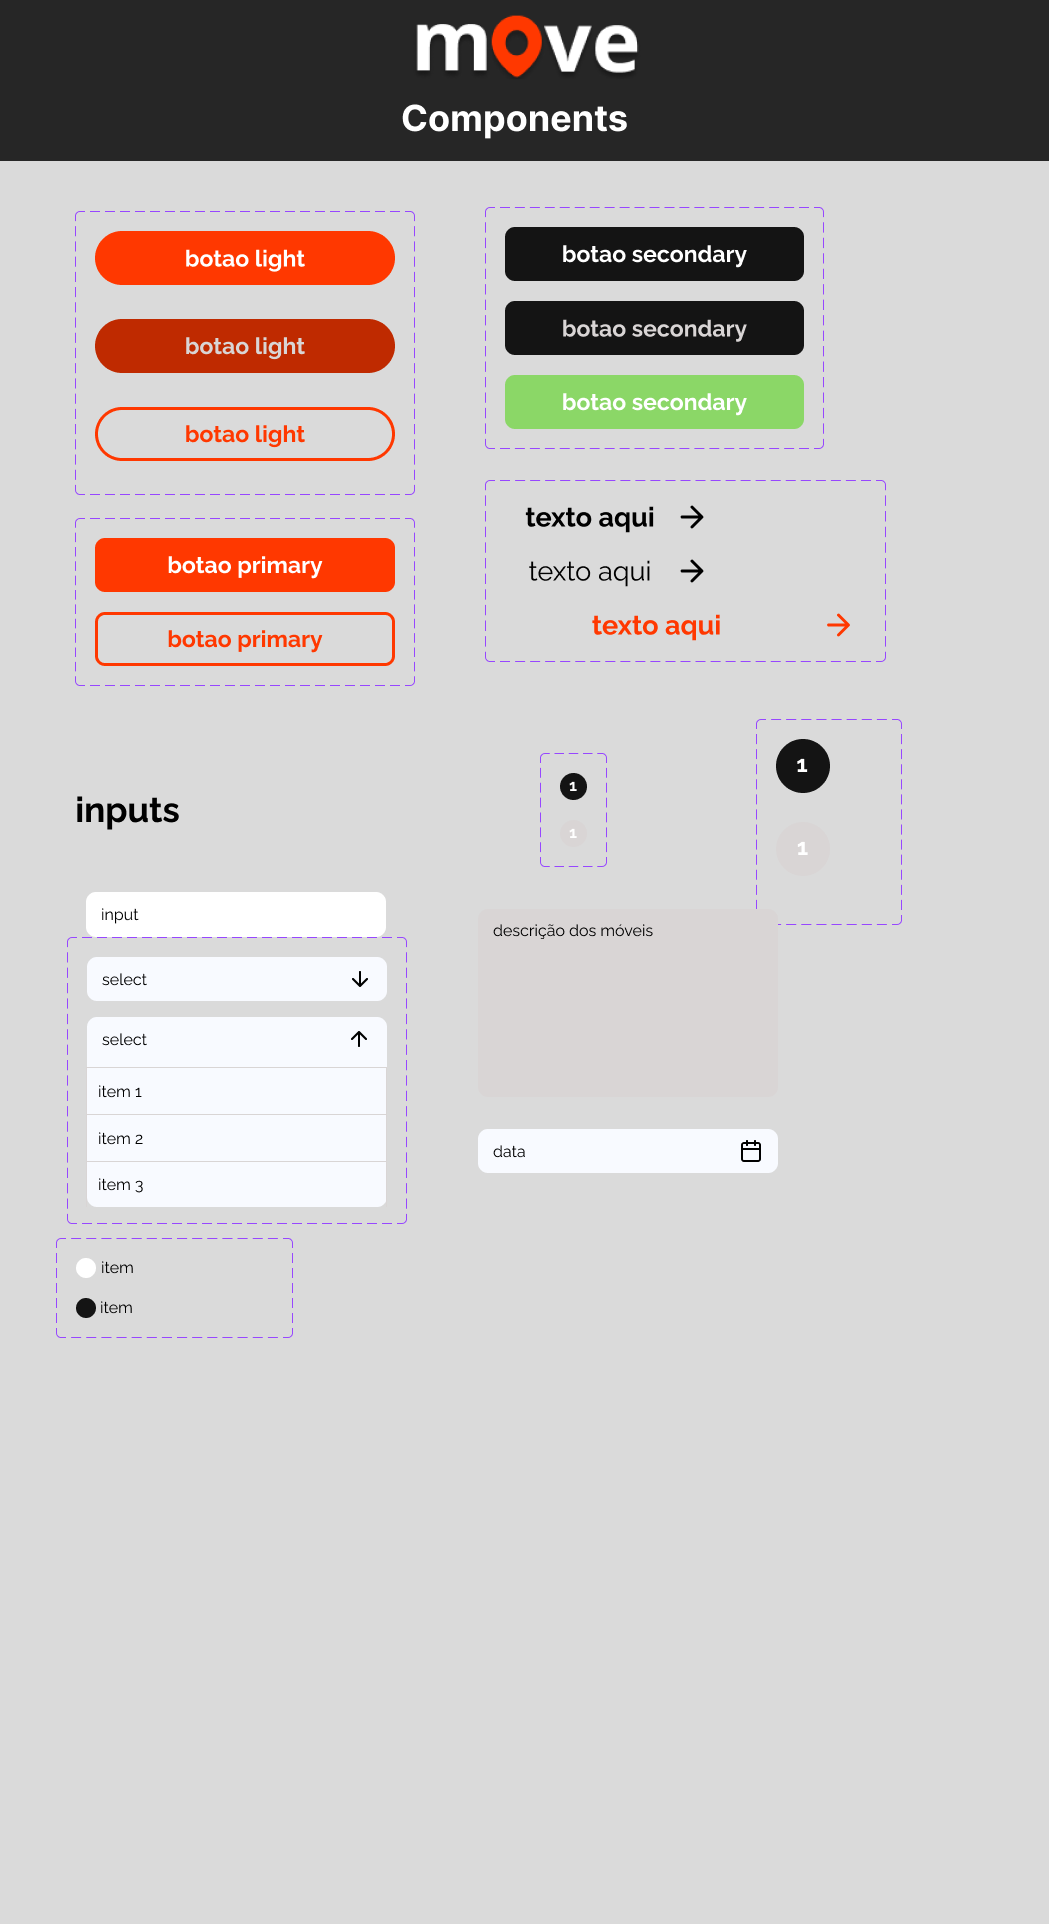 move
Components
botao light
botao light
botao light
botao primary
botao primary
botao secondary
botao secondary
botao secondary
texto aqui
texto aqui
texto aqui
1
1
1
1
inputs
input
select
select
item 1
item 2
item 3
item
item
descrição dos móveis
data